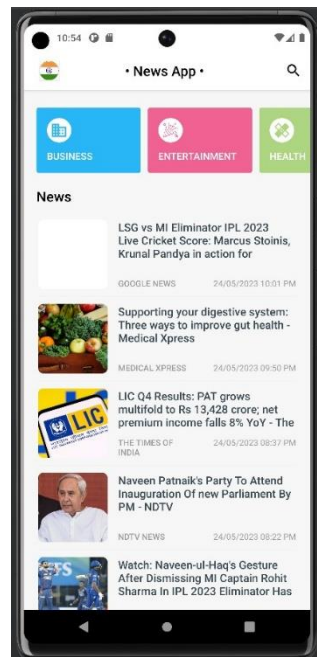 10:54
• News App •
BUSINESS
ENTERTAINMENT
HEALTH
News
LSG vs MI Eliminator IPL 2023
Live Cricket Score: Marcus Stoinis,
Krunal Pandya in action for
GOOGLE NEWS 24/05/2023 10:01 PM
Supporting your digestive system:
Three ways to improve gut health -
Medical Xpress
MEDICAL XPRESS 24/05/2023 09:50 PM
LIC Q4 Results: PAT grows
multifold to Rs 13,428 crore; net
premium income falls 8% YoY - The
THE TIMES OF
INDIA
24/05/2023 08:37 PM
LIC
Naveen Patnaik's Party To Attend
Inauguration Of new Parliament By
PM - NDTV
NDTV NEWS 24/05/2023 08:22 PM
Watch: Naveen-ul-Haq's Gesture
After Dismissing MI Captain Rohit
Sharma In IPL 2023 Eliminator Has